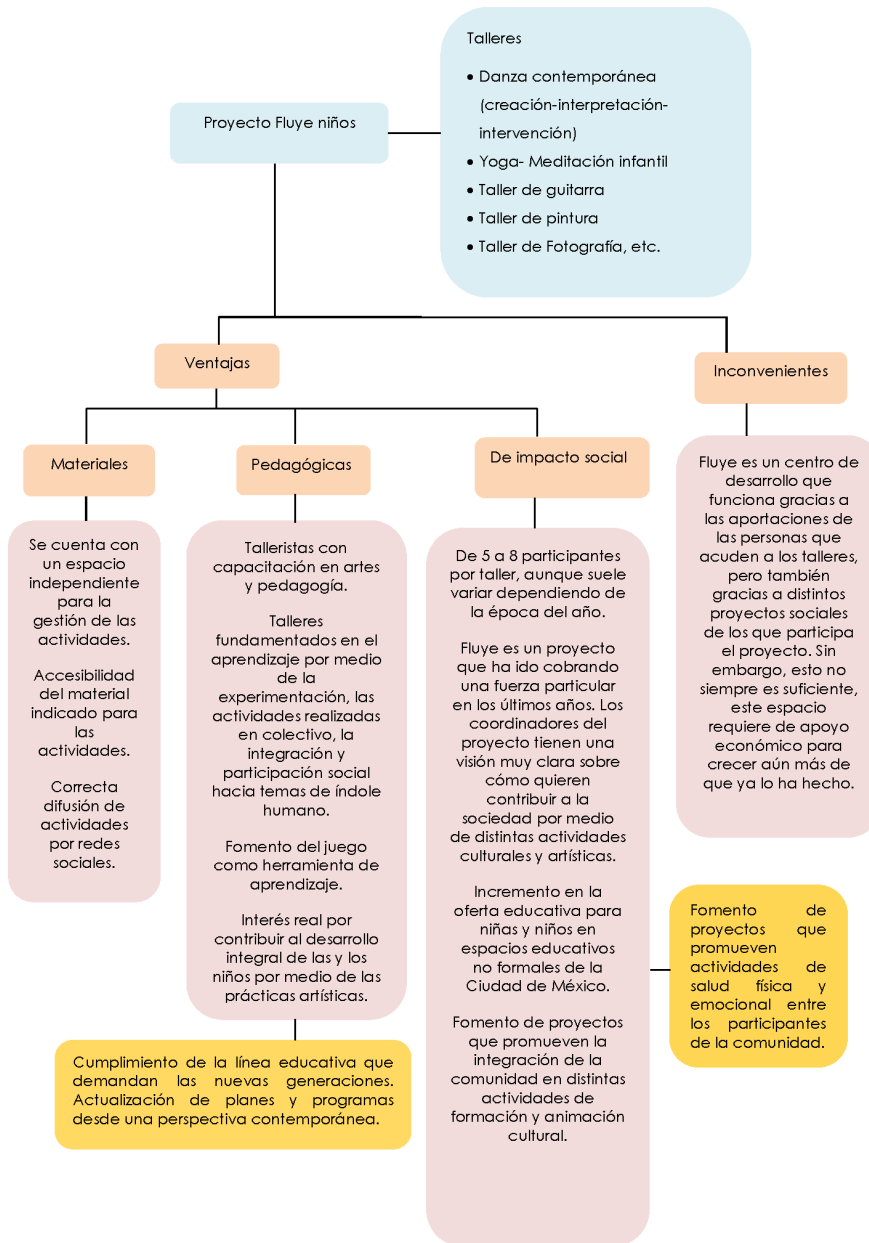 Talleres
• Danza contemporánea
(creación-interpretación-
intervención)
• Yoga- Meditación infantil
• Taller de guitarra
• Taller de pintura
• Taller de Fotografía, etc.
Proyecto Fluye niños
Ventajas
Inconvenientes
Materiales
Pedagógicas
De impacto social
Se cuenta con
un espacio
independiente
para la
gestión de las
actividades.
Accesibilidad
del material
indicado para
las
actividades.
Correcta
difusión de
actividades
por redes
sociales.
Talleristas con
capacitación en artes
y pedagogía.
Talleres
fundamentados en el
aprendizaje por medio
de la
experimentación, las
actividades realizadas
en colectivo, la
integración y
participación social
hacia temas de índole
humano.
Fomento del juego
como herramienta de
aprendizaje.
Interés real por
contribuir al desarrollo
integral de las y los
niños por medio de las
prácticas artísticas.
De 5 a 8 participantes
por taller, aunque suele
variar dependiendo de
la época del año.
Fluye es un proyecto
que ha ido cobrando
una fuerza particular
en los últimos años. Los
coordinadores del
proyecto tienen una
visión muy clara sobre
cómo quieren
contribuir a la
sociedad por medio
de distintas actividades
culturales y artísticas.
Incremento en la
oferta educativa para
niñas y niños en
espacios educativos
no formales de la
Ciudad de México.
Fomento de proyectos
que promueven la
integración de la
comunidad en distintas
actividades de
formación y animación
cultural.
Fluye es un centro de
desarrollo que
funciona gracias a
las aportaciones de
las personas que
acuden a los talleres,
pero también
gracias a distintos
proyectos sociales
de los que participa
el proyecto. Sin
embargo, esto no
siempre es suficiente,
este espacio
requiere de apoyo
económico para
crecer aún más de
que ya lo ha hecho.
Fomento de
proyectos que
promueven
actividades de
salud física y
emocional entre
los participantes
de la comunidad.
Cumplimiento de la línea educativa que
demandan las nuevas generaciones.
Actualización de planes y programas
desde una perspectiva contemporánea.